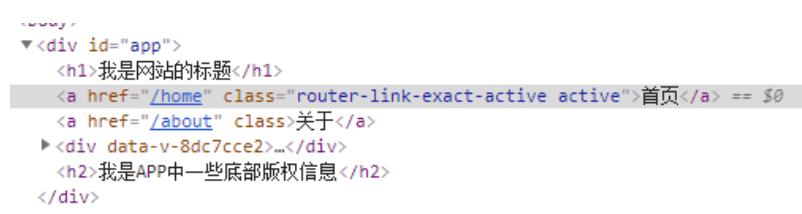 <body>
▼<div id="app">
<h1>我是网站的标题</h1>
<a href="/home" class="router-link-exact-active active">首页</a> == $0
<a href="/about" class>关于</a>
▶<div data-v-8dc7cce2>…</div>
<h2>我是APP中一些底部版权信息</h2>
</div>